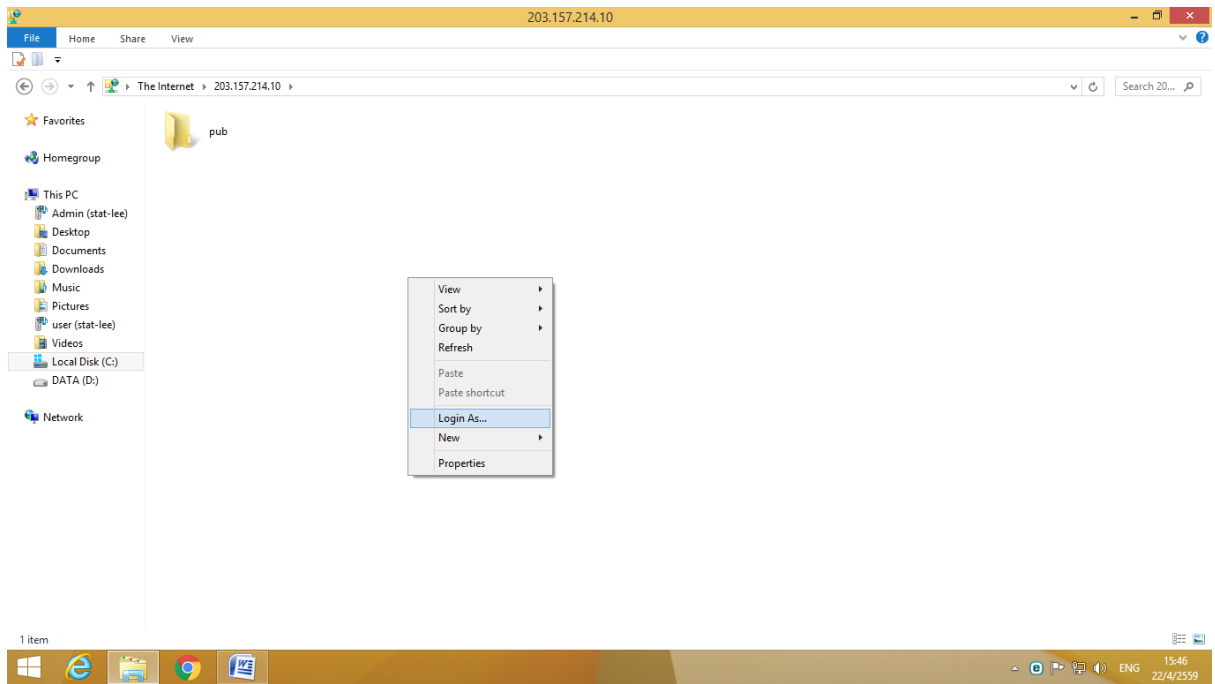 203.157.214.10
File Home Share View
The Internet 203.157.214.10 Search 20...
Favorites
pub
Homegroup
This PC
Admin (stat-lee)
Desktop
Documents
Downloads
Music
Pictures
user (stat-lee)
Videos
Local Disk (C:)
DATA (D:)
Network
View
Sort by
Group by
Refresh
Paste
Paste shortcut
Login As...
New
Properties
1 item
ENG 15:46
22/4/2559